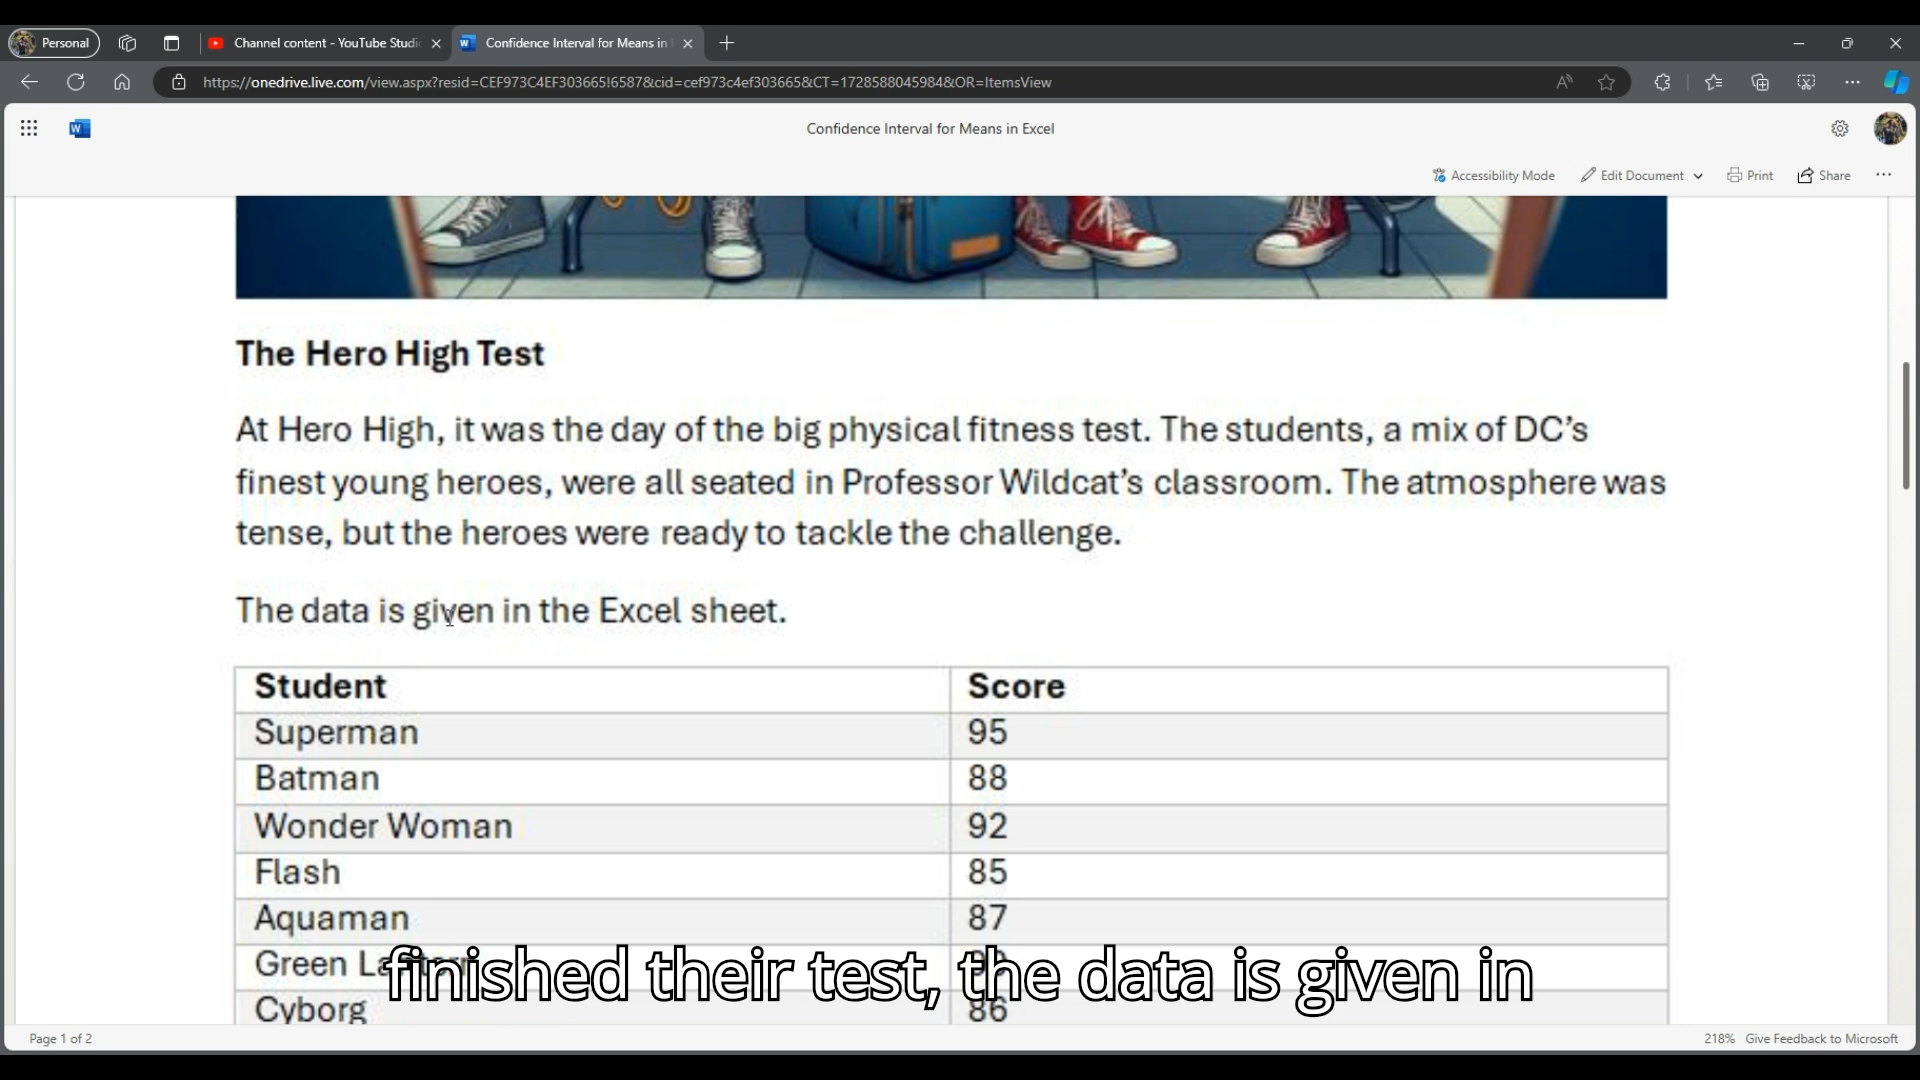 Personal
Channel content - YouTube Studi
Confidence Interval for Means in
https://onedrive.live.com/view.aspx?resid=CEF973C4EF303665!6587&cid=cef973c4ef303665&CT=1728588045984&OR=ItemsView
Confidence Interval for Means in Excel
Accessibility Mode
Edit Document
Print
Share
The Hero High Test
At Hero High, it was the day of the big physical fitness test. The students, a mix of DC’s
finest young heroes, were all seated in Professor Wildcat’s classroom. The atmosphere was
tense, but the heroes were ready to tackle the challenge.
The data is given in the Excel sheet.
Student Score
Superman 95
Batman 88
Wonder Woman 92
Flash 85
Aquaman 87
Green
finished their test, the data is given in
Cyborg 86
Page 1 of 2
218% Give Feedback to Microsoft